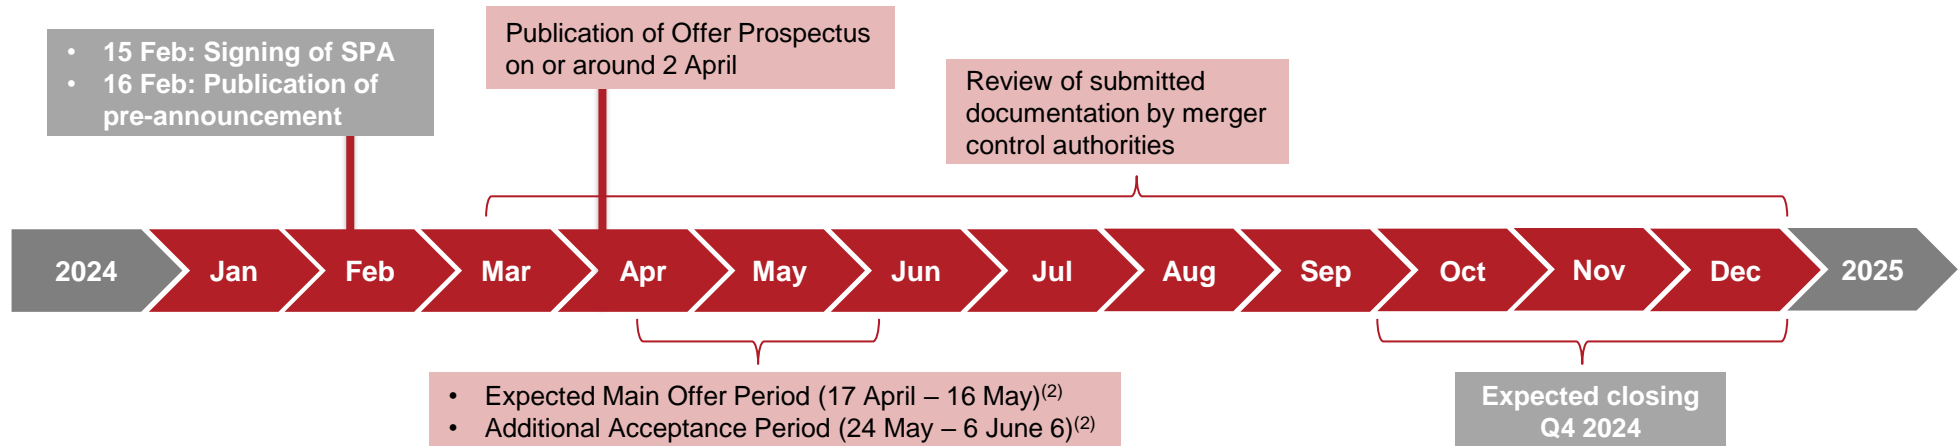 • 15 Feb: Signing of SPA
• 16 Feb: Publication of
pre-announcement
Publication of Offer Prospectus
on or around 2 April
Review of submitted
documentation by merger
control authorities
2024 Jan Feb Mar Apr May Jun Jul Aug Sep Oct Nov Dec 2025
• Expected Main Offer Period (17 April – 16 May)(2)
• Additional Acceptance Period (24 May – 6 June 6)(2)
Expected closing
Q4 2024